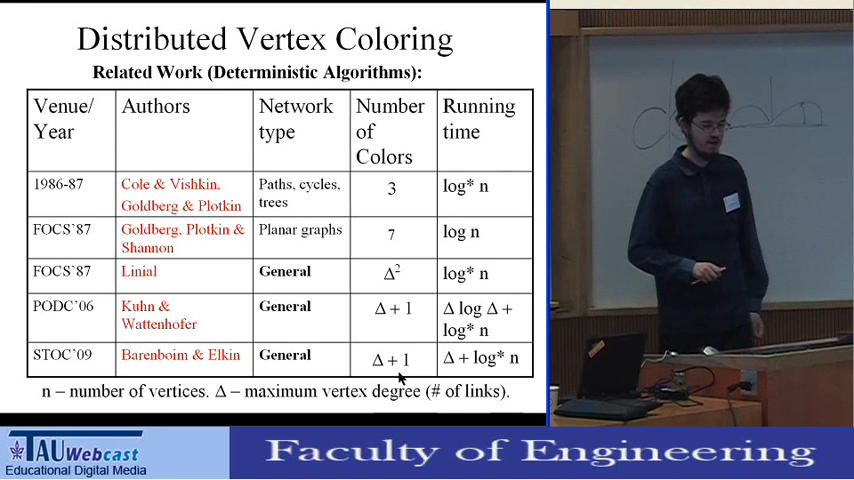 Distributed Vertex Coloring
Related Work (Deterministic Algorithms):
Venue/ Year | Authors | Network type | Number of Colors | Running time
1986-87 | Cole & Vishkin, Goldberg & Plotkin | Paths, cycles, trees | 3 | log* n
FOCS'87 | Goldberg, Plotkin & Shannon | Planar graphs | 7 | log n
FOCS'87 | Linial | General | Δ² | log* n
PODC'06 | Kuhn & Wattenhofer | General | Δ + 1 | Δ log Δ + log* n
STOC'09 | Barenboim & Elkin | General | Δ + 1 | Δ + log* n
n – number of vertices. Δ – maximum vertex degree (# of links).
TAU Webcast
Educational Digital Media
Faculty of Engineering